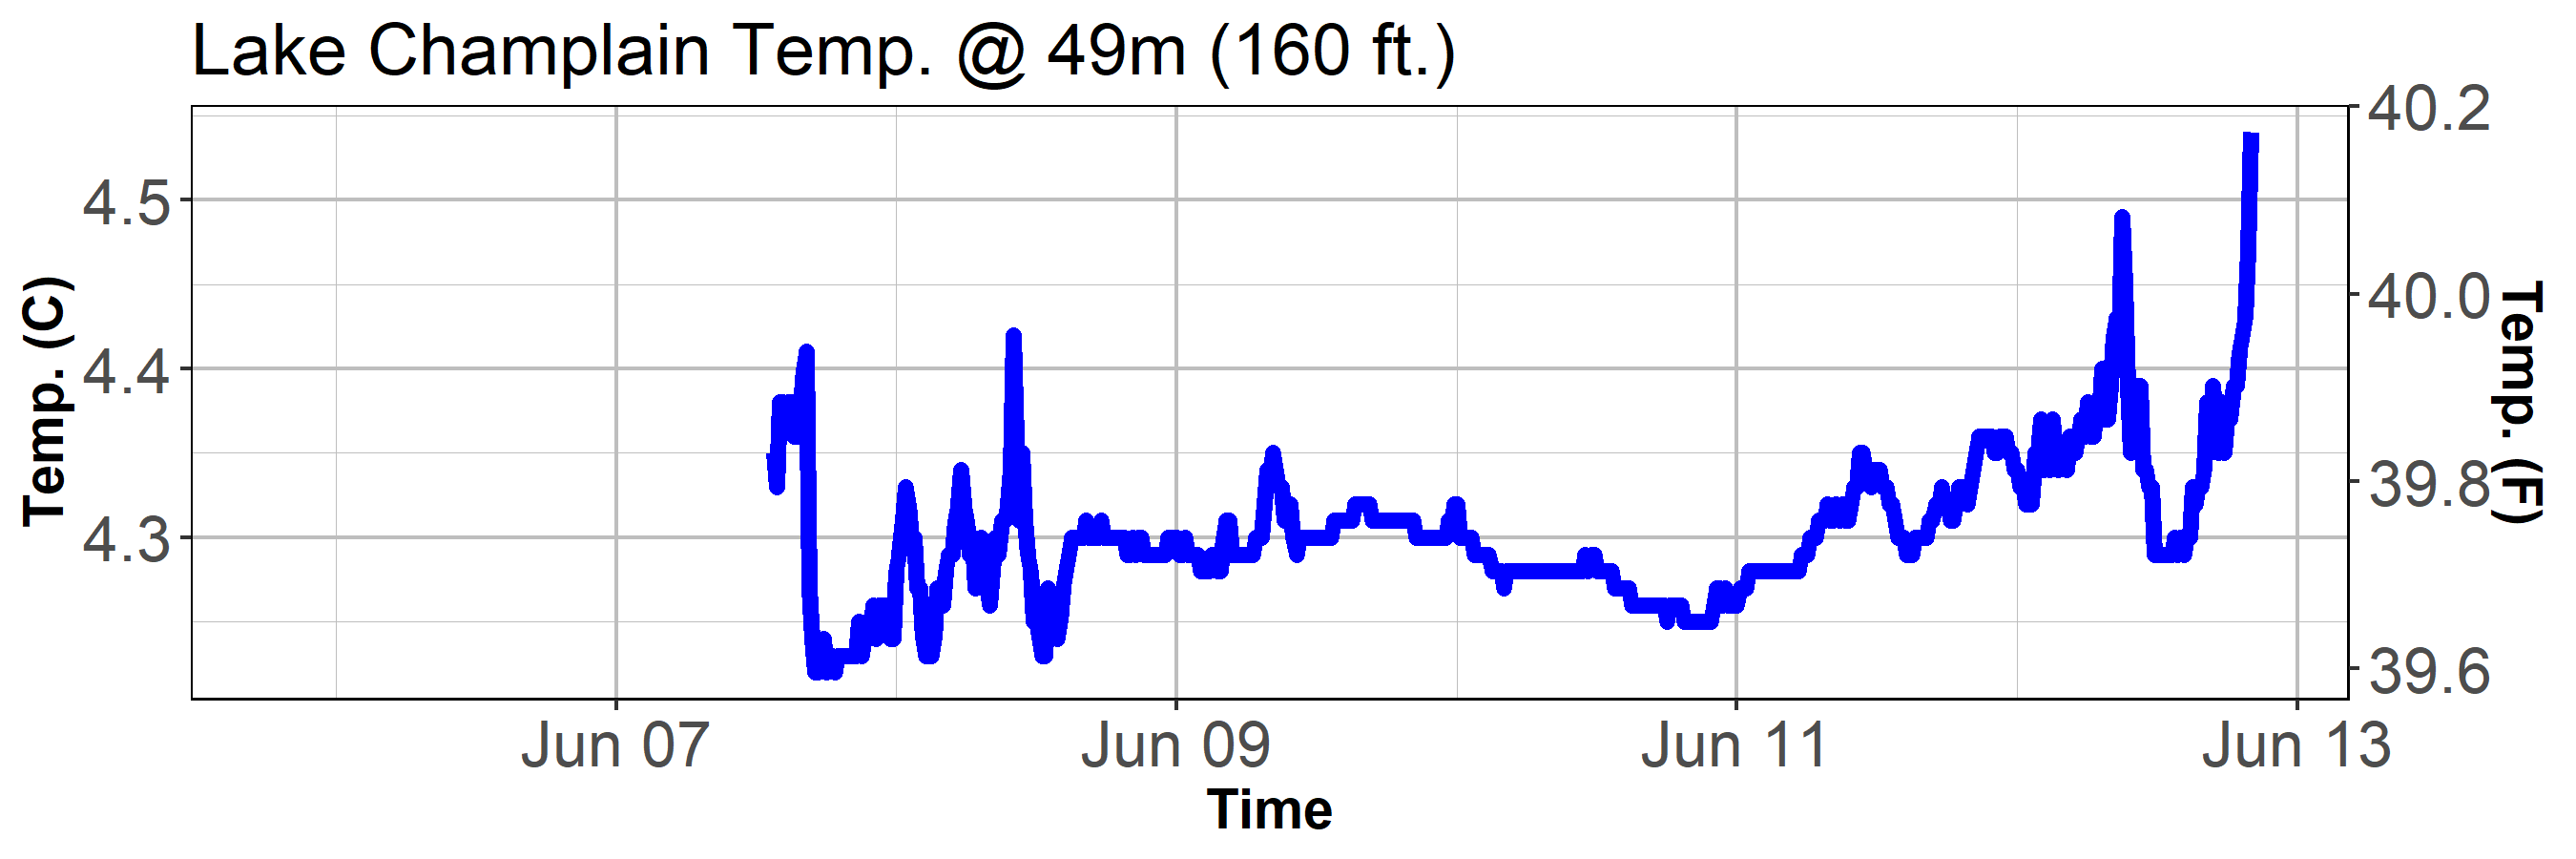 Lake Champlain Temp. @ 49m (160 ft.)
40.2
4.5
40.0
4.4
39.8
4.3
39.6
Temp. (C)
Temp. (F)
Jun 07
Jun 09
Jun 11
Jun 13
Time